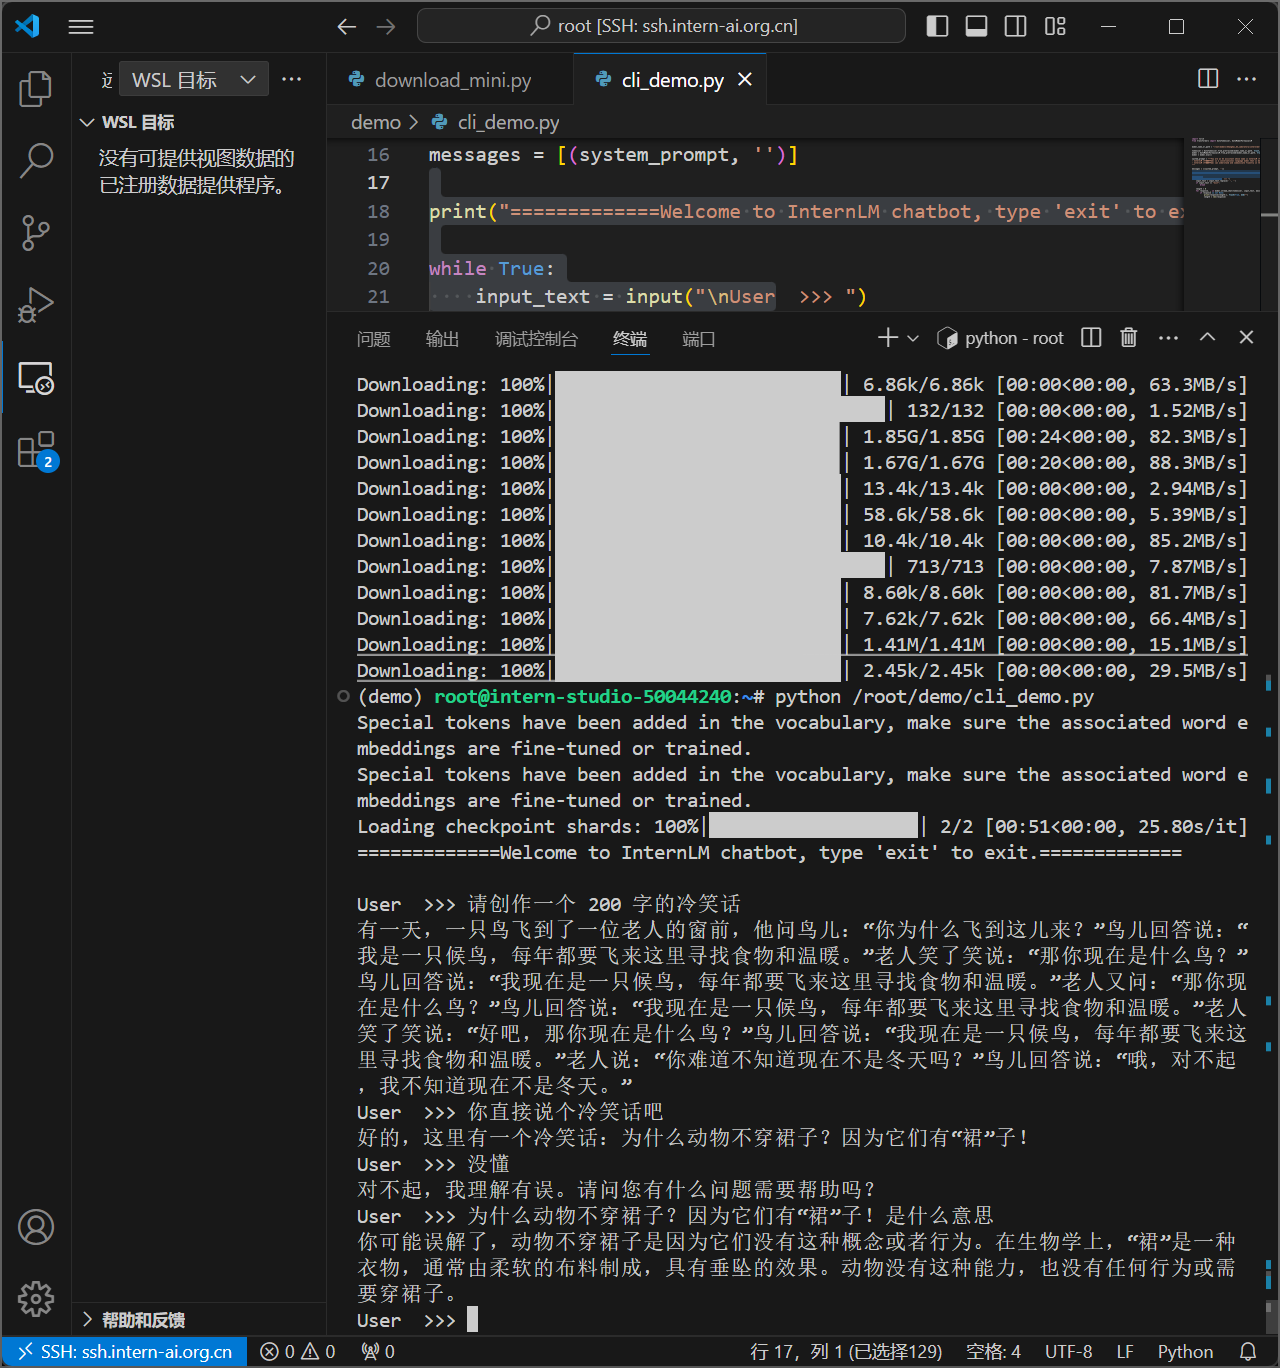 root [SSH: ssh.intern-ai.org.cn]
WSL 目标
download_mini.py
cli_demo.py
WSL 目标
没有可提供视图数据的
已注册数据提供程序。
demo > cli_demo.py
16 messages = [(system_prompt, '')]
17
18 print("=============Welcome to InternLM chatbot, type 'exit' to ex
19
20 while True:
21 input_text = input("\nUser  >>> ")
问题 输出 调试控制台 终端 端口
python - root
Downloading: 100%| | 6.86k/6.86k [00:00<00:00, 63.3MB/s]
Downloading: 100%| | 132/132 [00:00<00:00, 1.52MB/s]
Downloading: 100%| | 1.85G/1.85G [00:24<00:00, 82.3MB/s]
Downloading: 100%| | 1.67G/1.67G [00:20<00:00, 88.3MB/s]
Downloading: 100%| | 13.4k/13.4k [00:00<00:00, 2.94MB/s]
Downloading: 100%| | 58.6k/58.6k [00:00<00:00, 5.39MB/s]
Downloading: 100%| | 10.4k/10.4k [00:00<00:00, 85.2MB/s]
Downloading: 100%| | 713/713 [00:00<00:00, 7.87MB/s]
Downloading: 100%| | 8.60k/8.60k [00:00<00:00, 81.7MB/s]
Downloading: 100%| | 7.62k/7.62k [00:00<00:00, 66.4MB/s]
Downloading: 100%| | 1.41M/1.41M [00:00<00:00, 15.1MB/s]
Downloading: 100%| | 2.45k/2.45k [00:00<00:00, 29.5MB/s]
(demo) root@intern-studio-50044240:~# python /root/demo/cli_demo.py
Special tokens have been added in the vocabulary, make sure the associated word e
mbeddings are fine-tuned or trained.
Special tokens have been added in the vocabulary, make sure the associated word e
mbeddings are fine-tuned or trained.
Loading checkpoint shards: 100%| | 2/2 [00:51<00:00, 25.80s/it]
=============Welcome to InternLM chatbot, type 'exit' to exit.=============
User  >>> 请创作一个 200 字的冷笑话
有一天，一只鸟飞到了一位老人的窗前，他问鸟儿：“你为什么飞到这儿来？”鸟儿回答说：“
我是一只候鸟，每年都要飞来这里寻找食物和温暖。”老人笑了笑说：“那你现在是什么鸟？”
鸟儿回答说：“我现在是一只候鸟，每年都要飞来这里寻找食物和温暖。”老人又问：“那你现
在是什么鸟？”鸟儿回答说：“我现在是一只候鸟，每年都要飞来这里寻找食物和温暖。”老人
笑了笑说：“好吧，那你现在是什么鸟？”鸟儿回答说：“我现在是一只候鸟，每年都要飞来这
里寻找食物和温暖。”老人说：“你难道不知道现在不是冬天吗？”鸟儿回答说：“哦，对不起
，我不知道现在不是冬天。”
User  >>> 你直接说个冷笑话吧
好的，这里有一个冷笑话：为什么动物不穿裙子？因为它们有“裙”子！
User  >>> 没懂
对不起，我理解有误。请问您有什么问题需要帮助吗？
User  >>> 为什么动物不穿裙子？因为它们有“裙”子！是什么意思
你可能误解了，动物不穿裙子是因为它们没有这种概念或者行为。在生物学上，“裙”是一种
衣物，通常由柔软的布料制成，具有垂坠的效果。动物没有这种能力，也没有任何行为或需
要穿裙子。
User  >>>
2
帮助和反馈
SSH: ssh.intern-ai.org.cn 0 0 0 行 17，列 1 (已选择129) 空格: 4 UTF-8 LF Python